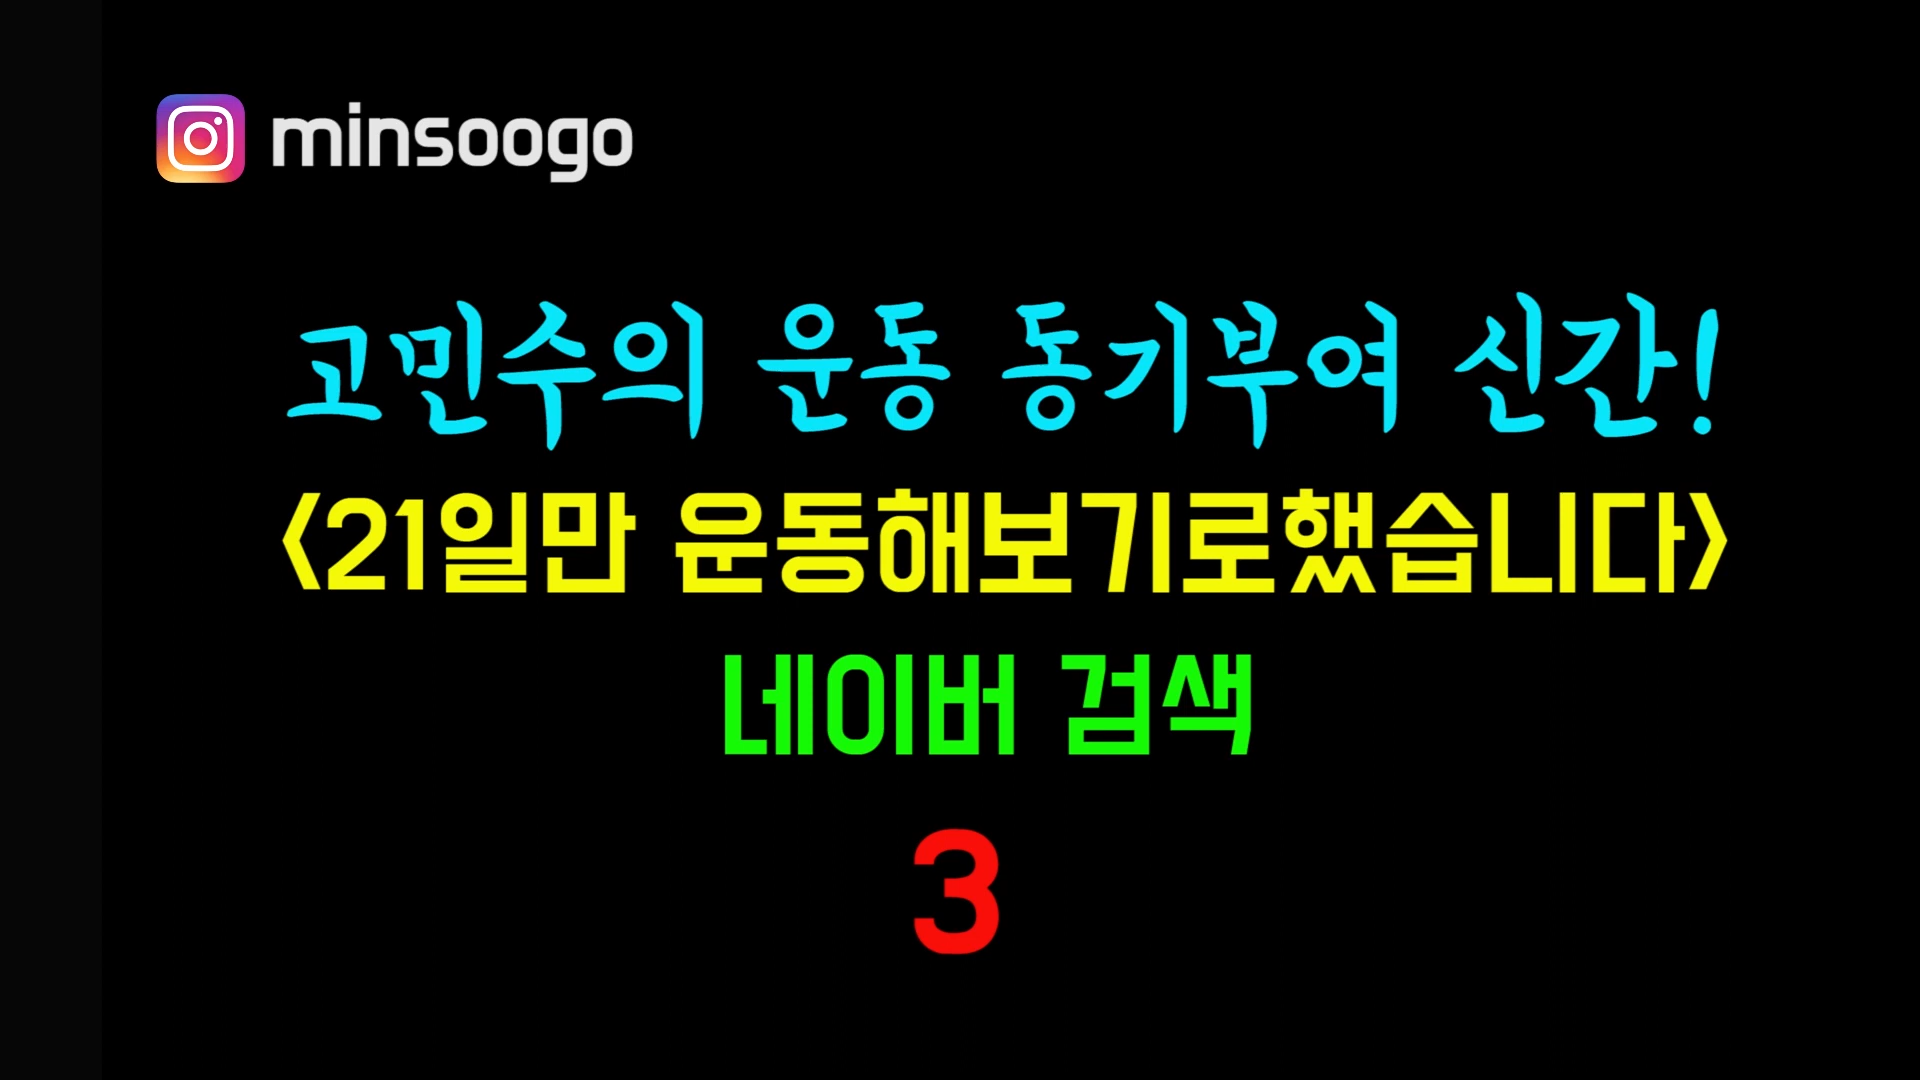 minsoogo
고민수의 운동 동기부여 신간!
<21일만 운동해보기로했습니다>
네이버 검색
3